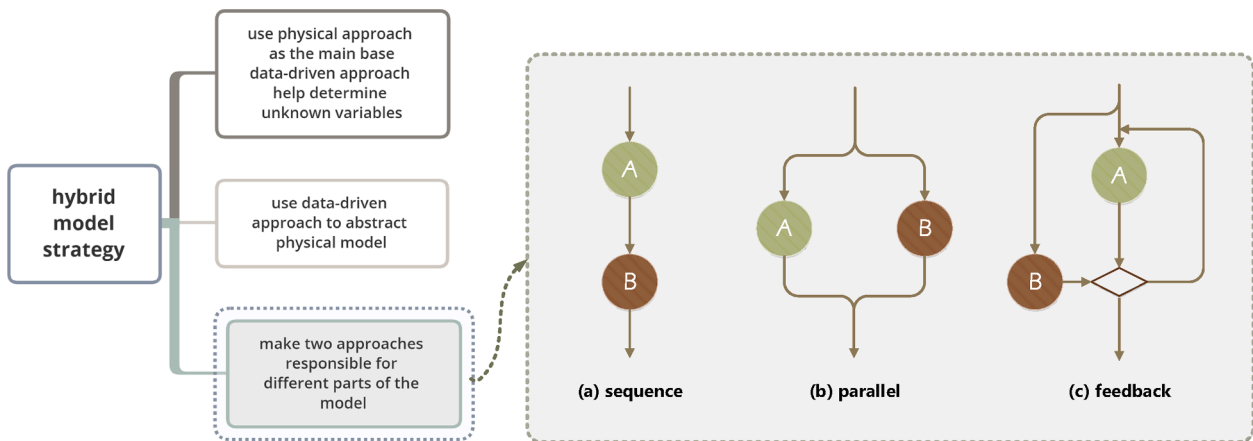 hybrid
model
strategy
use physical approach
as the main base
data-driven approach
help determine
unknown variables
use data-driven
approach to abstract
physical model
make two approaches
responsible for
different parts of the
model
A
B
(a) sequence
A
B
(b) parallel
A
B
(c) feedback